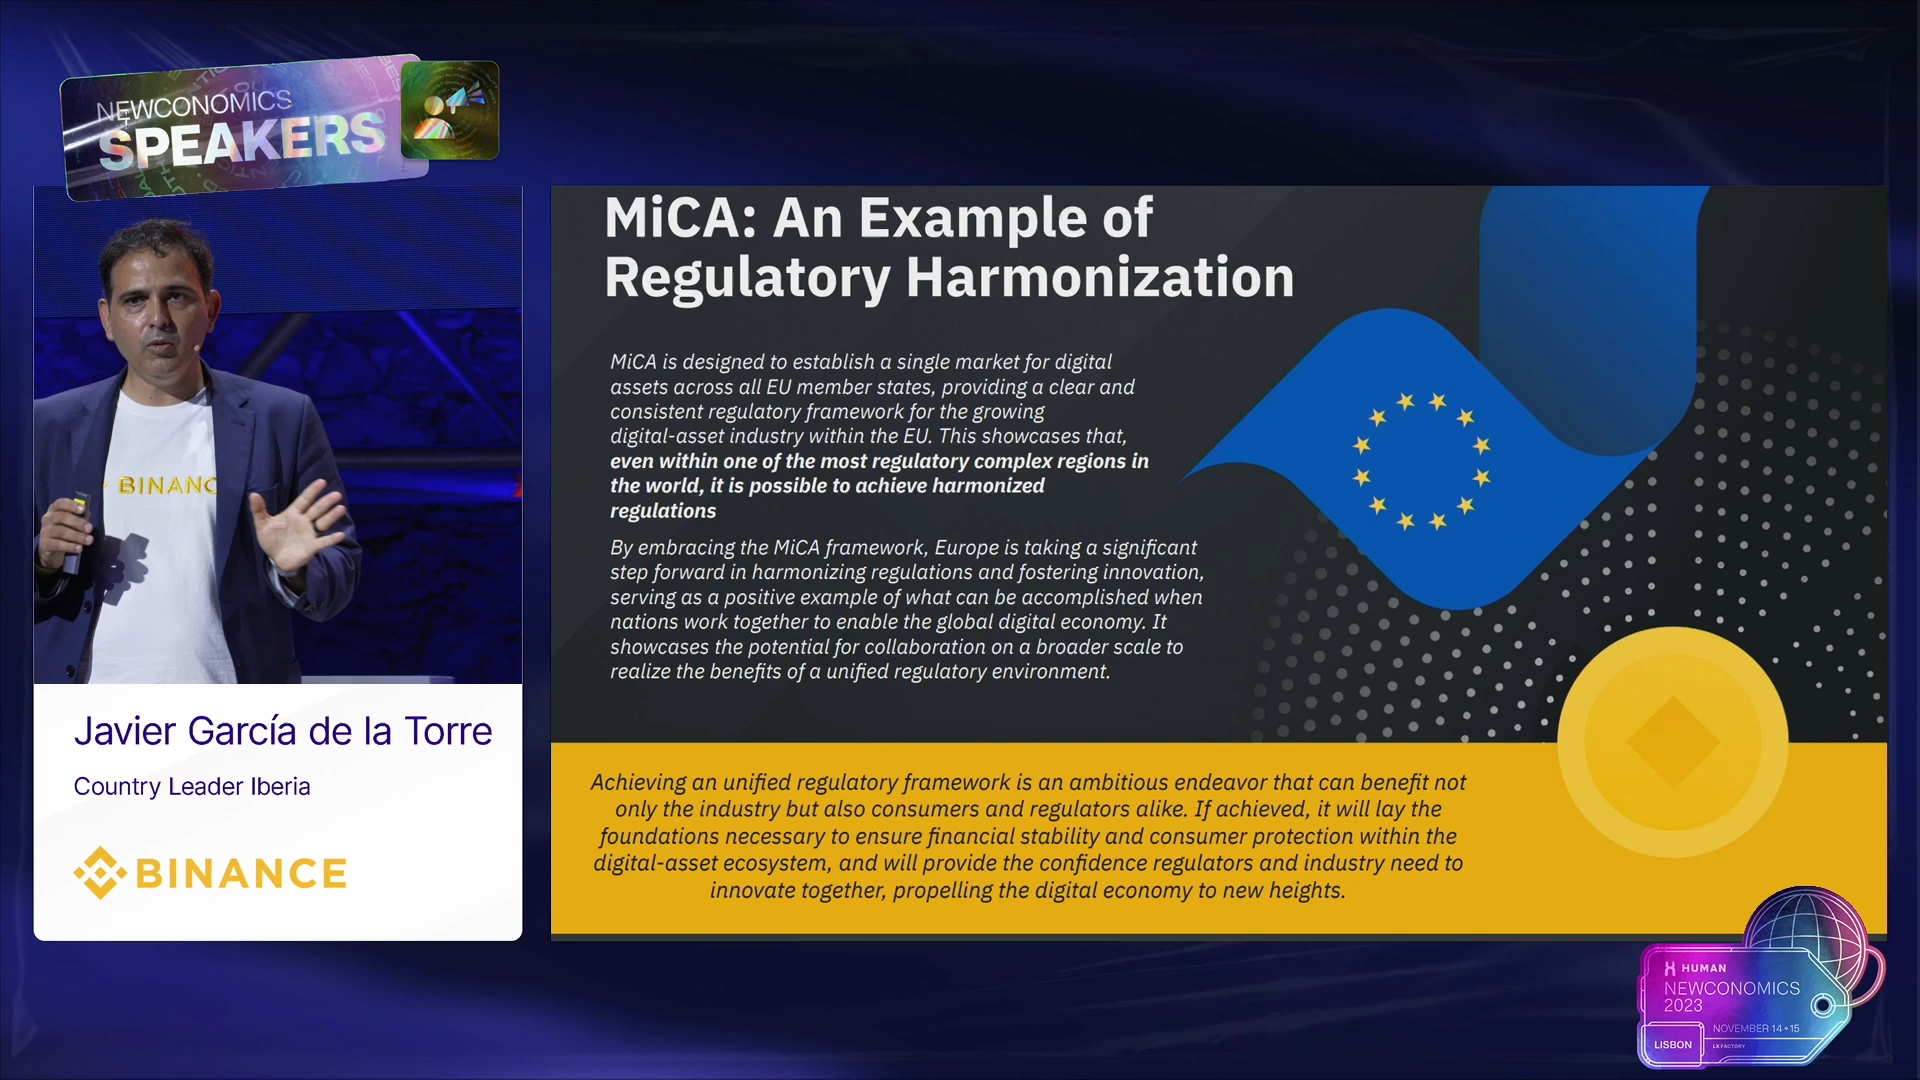 NEWCONOMICS
SPEAKERS
BINANC
Javier García de la Torre
Country Leader Iberia
BINANCE
MiCA: An Example of
Regulatory Harmonization
MiCA is designed to establish a single market for digital
assets across all EU member states, providing a clear and
consistent regulatory framework for the growing
digital-asset industry within the EU. This showcases that,
even within one of the most regulatory complex regions in
the world, it is possible to achieve harmonized
regulations
By embracing the MiCA framework, Europe is taking a significant
step forward in harmonizing regulations and fostering innovation,
serving as a positive example of what can be accomplished when
nations work together to enable the global digital economy. It
showcases the potential for collaboration on a broader scale to
realize the benefits of a unified regulatory environment.
Achieving an unified regulatory framework is an ambitious endeavor that can benefit not
only the industry but also consumers and regulators alike. If achieved, it will lay the
foundations necessary to ensure financial stability and consumer protection within the
digital-asset ecosystem, and will provide the confidence regulators and industry need to
innovate together, propelling the digital economy to new heights.
HUMAN
NEWCONOMICS
2023
NOVEMBER 14+15
LISBON
LX FACTORY